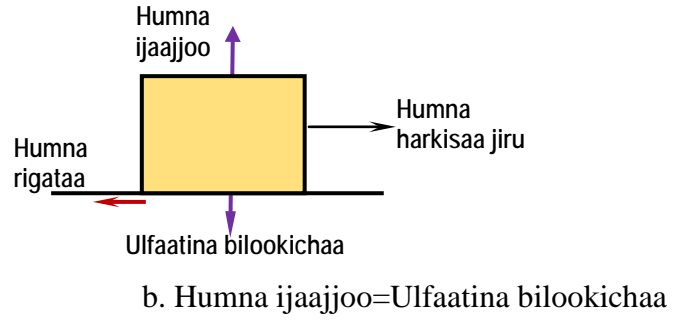 Humna
ijaajjoo
Humna
harkisaa jiru
Humna
rigataa
Ulfaatina bilookichaa
b. Humna ijaajjoo=Ulfaatina bilookichaa